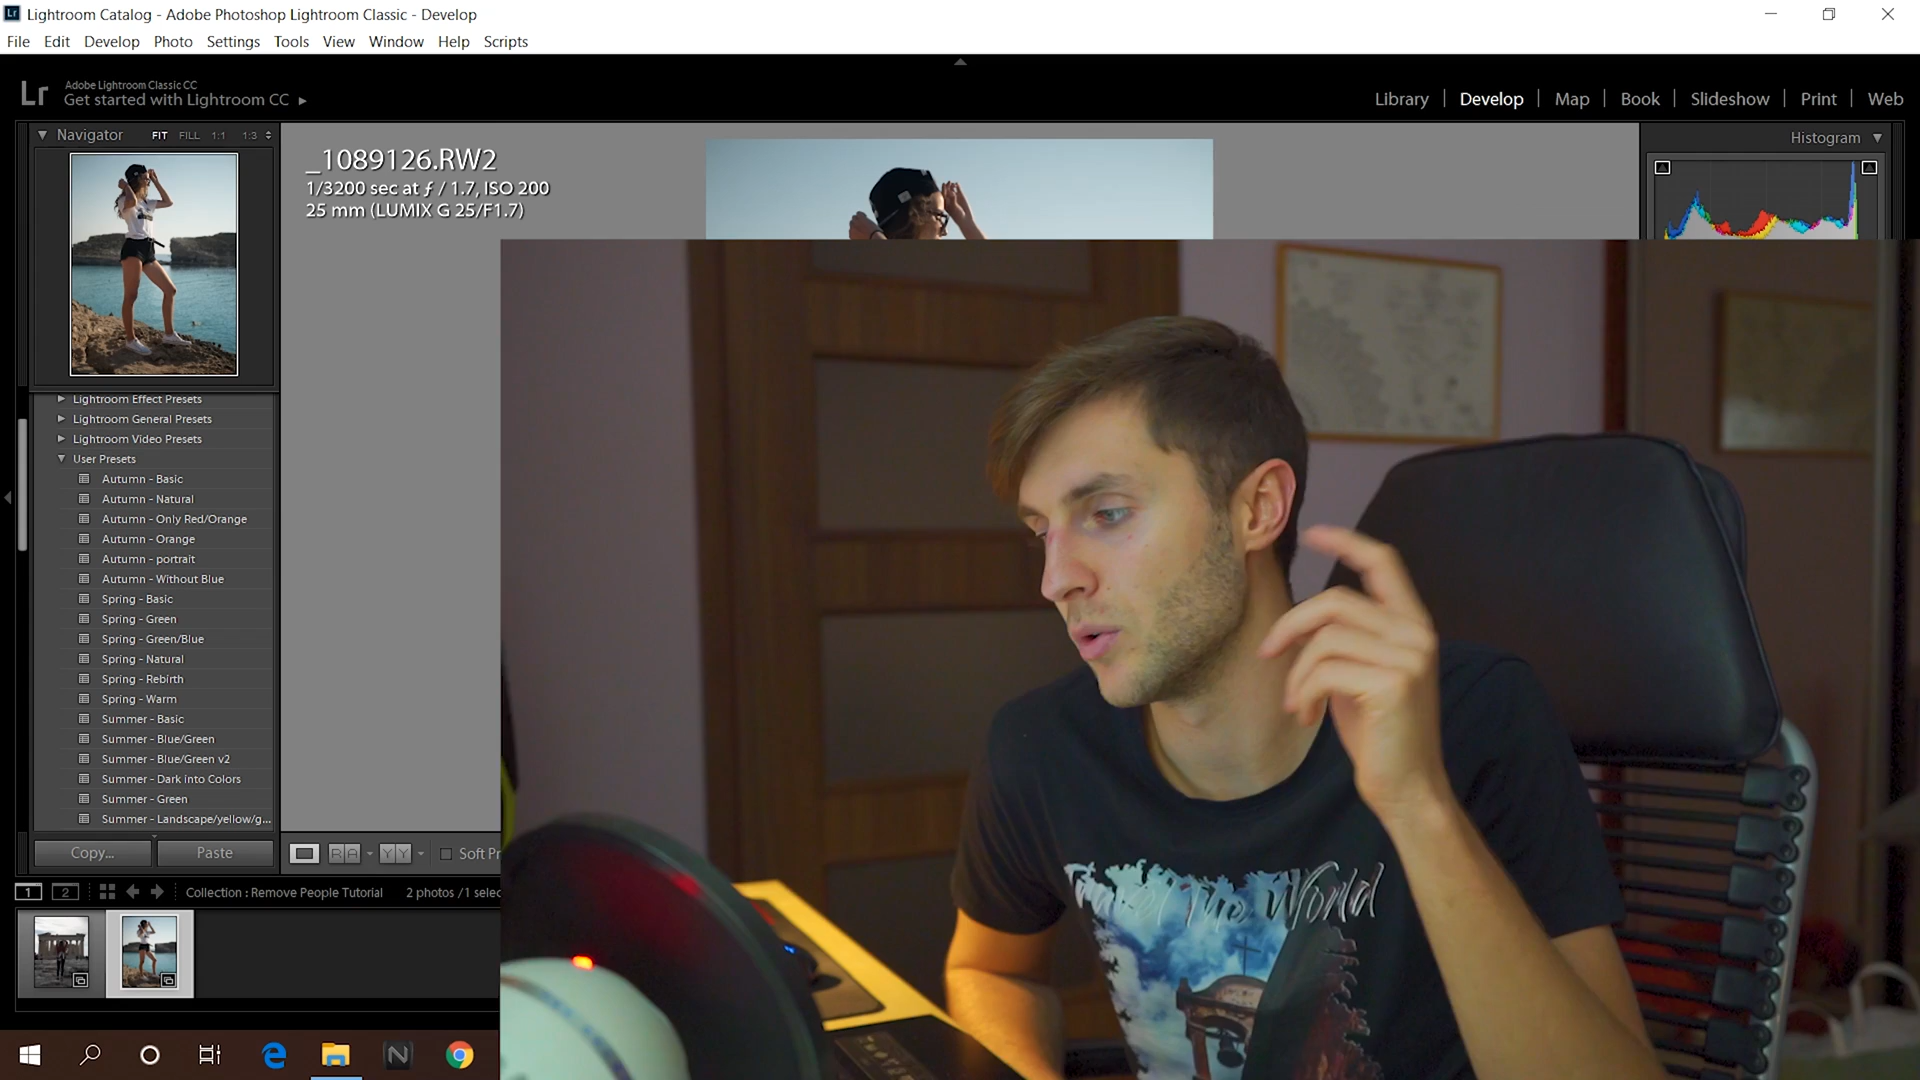 Lightroom Catalog - Adobe Photoshop Lightroom Classic - Develop
File Edit Develop Photo Settings Tools View Window Help Scripts
Lr Adobe Lightroom Classic CC
Get started with Lightroom CC
Library Develop Map Book Slideshow Print Web
Navigator FIT FILL 1:1 1:3
Histogram
_1089126.RW2
1/3200 sec at ƒ / 1.7, ISO 200
25 mm (LUMIX G 25/F1.7)
Lightroom Effect Presets
Lightroom General Presets
Lightroom Video Presets
User Presets
Autumn - Basic
Autumn - Natural
Autumn - Only Red/Orange
Autumn - Orange
Autumn - portrait
Autumn - Without Blue
Spring - Basic
Spring - Green
Spring - Green/Blue
Spring - Natural
Spring - Rebirth
Spring - Warm
Summer - Basic
Summer - Blue/Green
Summer - Blue/Green v2
Summer - Dark into Colors
Summer - Green
Summer - Landscape/yellow/g...
Copy... Paste
R A Y Y Soft Pr
1 2 Collection : Remove People Tutorial 2 photos / 1 selec
World